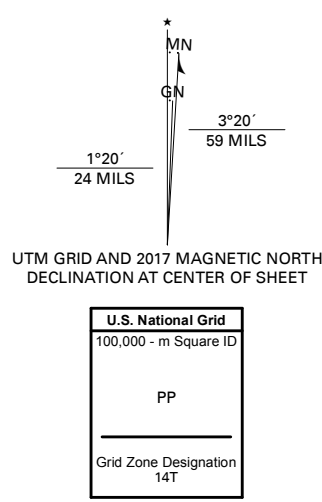 ★
MN
GN
3°20´
59 MILS
1°20´
24 MILS
UTM GRID AND 2017 MAGNETIC NORTH
DECLINATION AT CENTER OF SHEET
U.S. National Grid
100,000 - m Square ID
PP
Grid Zone Designation
14T